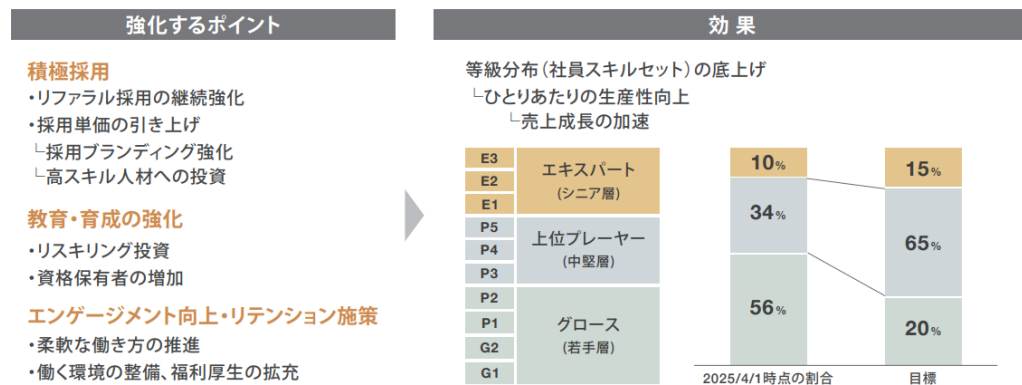 強化するポイント
積極採用
・リファラル採用の継続強化
・採用単価の引き上げ
└採用ブランディング強化
└高スキル人材への投資
教育・育成の強化
・リスキリング投資
・資格保有者の増加
エンゲージメント向上・リテンション施策
・柔軟な働き方の推進
・働く環境の整備、福利厚生の拡充
効果
等級分布（社員スキルセット）の底上げ
└ひとりあたりの生産性向上
└売上成長の加速
E3
E2
E1
エキスパート
(シニア層)
P5
P4
P3
上位プレーヤー
(中堅層)
P2
P1
G2
G1
グロース
(若手層)
10%
34%
56%
2025/4/1時点の割合
15%
65%
20%
目標